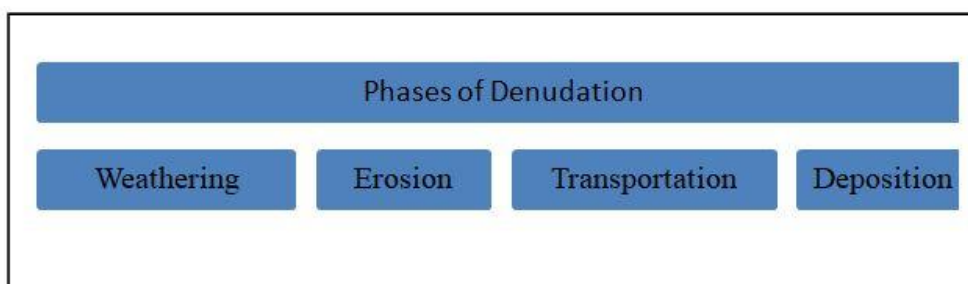 Phases of Denudation
Weathering Erosion Transportation Deposition